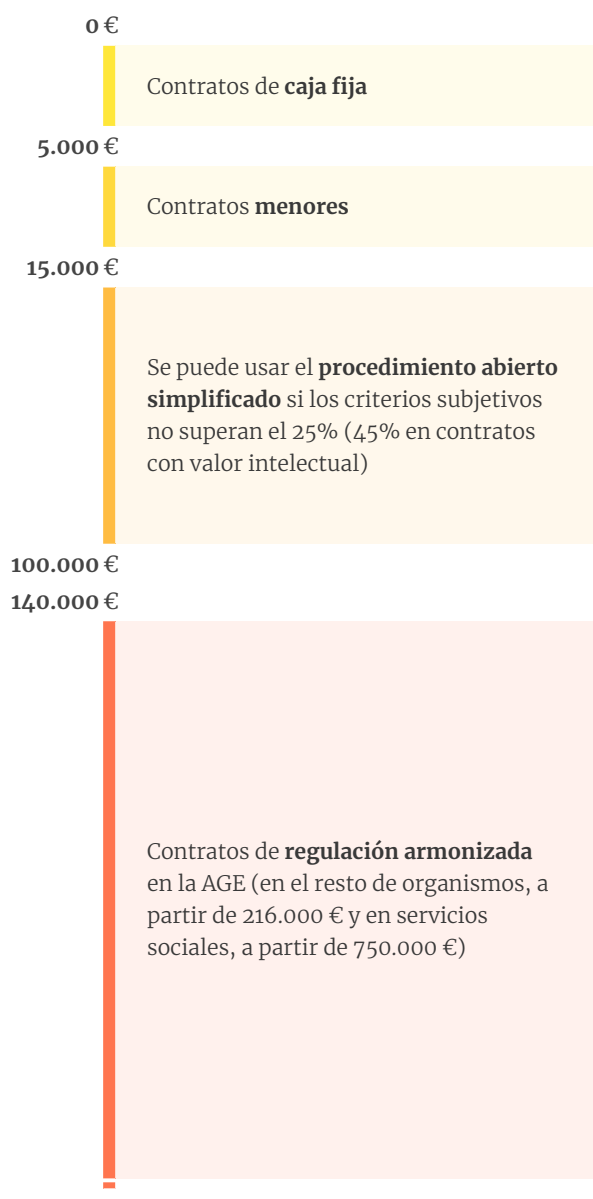 0 €
Contratos de caja fija
5.000 €
Contratos menores
15.000 €
Se puede usar el procedimiento abierto
simplificado si los criterios subjetivos
no superan el 25% (45% en contratos
con valor intelectual)
100.000 €
140.000 €
Contratos de regulación armonizada
en la AGE (en el resto de organismos, a
partir de 216.000 € y en servicios
sociales, a partir de 750.000 €)